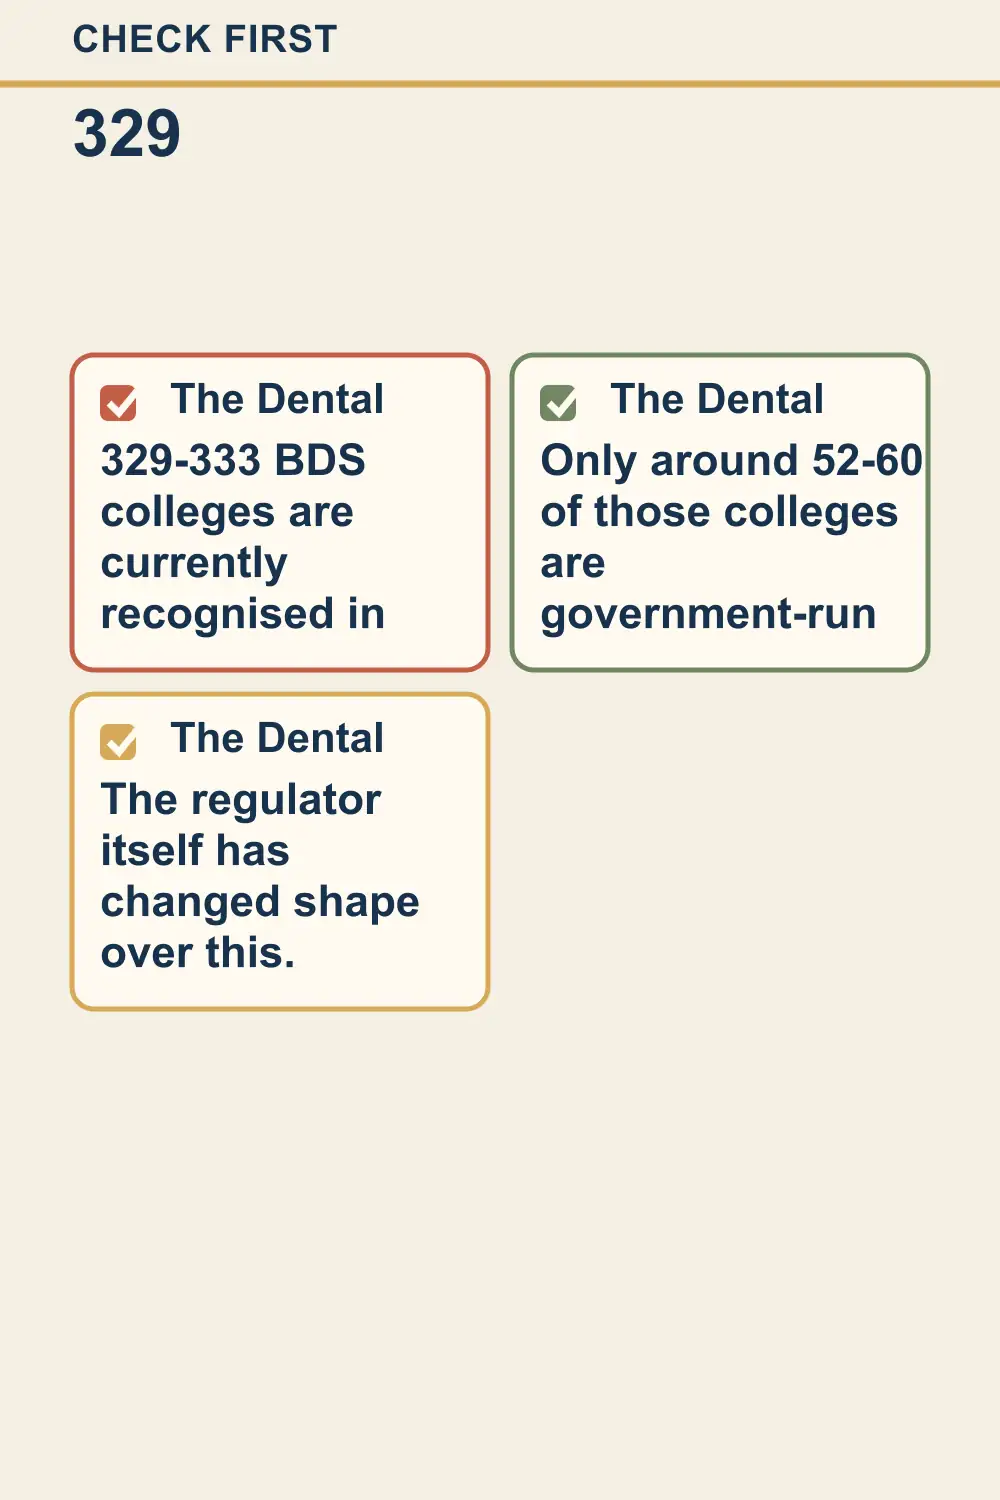 CHECK FIRST
329
The Dental
329-333 BDS
colleges are
currently
recognised in
The Dental
Only around 52-60
of those colleges
are
government-run
The Dental
The regulator
itself has
changed shape
over this.